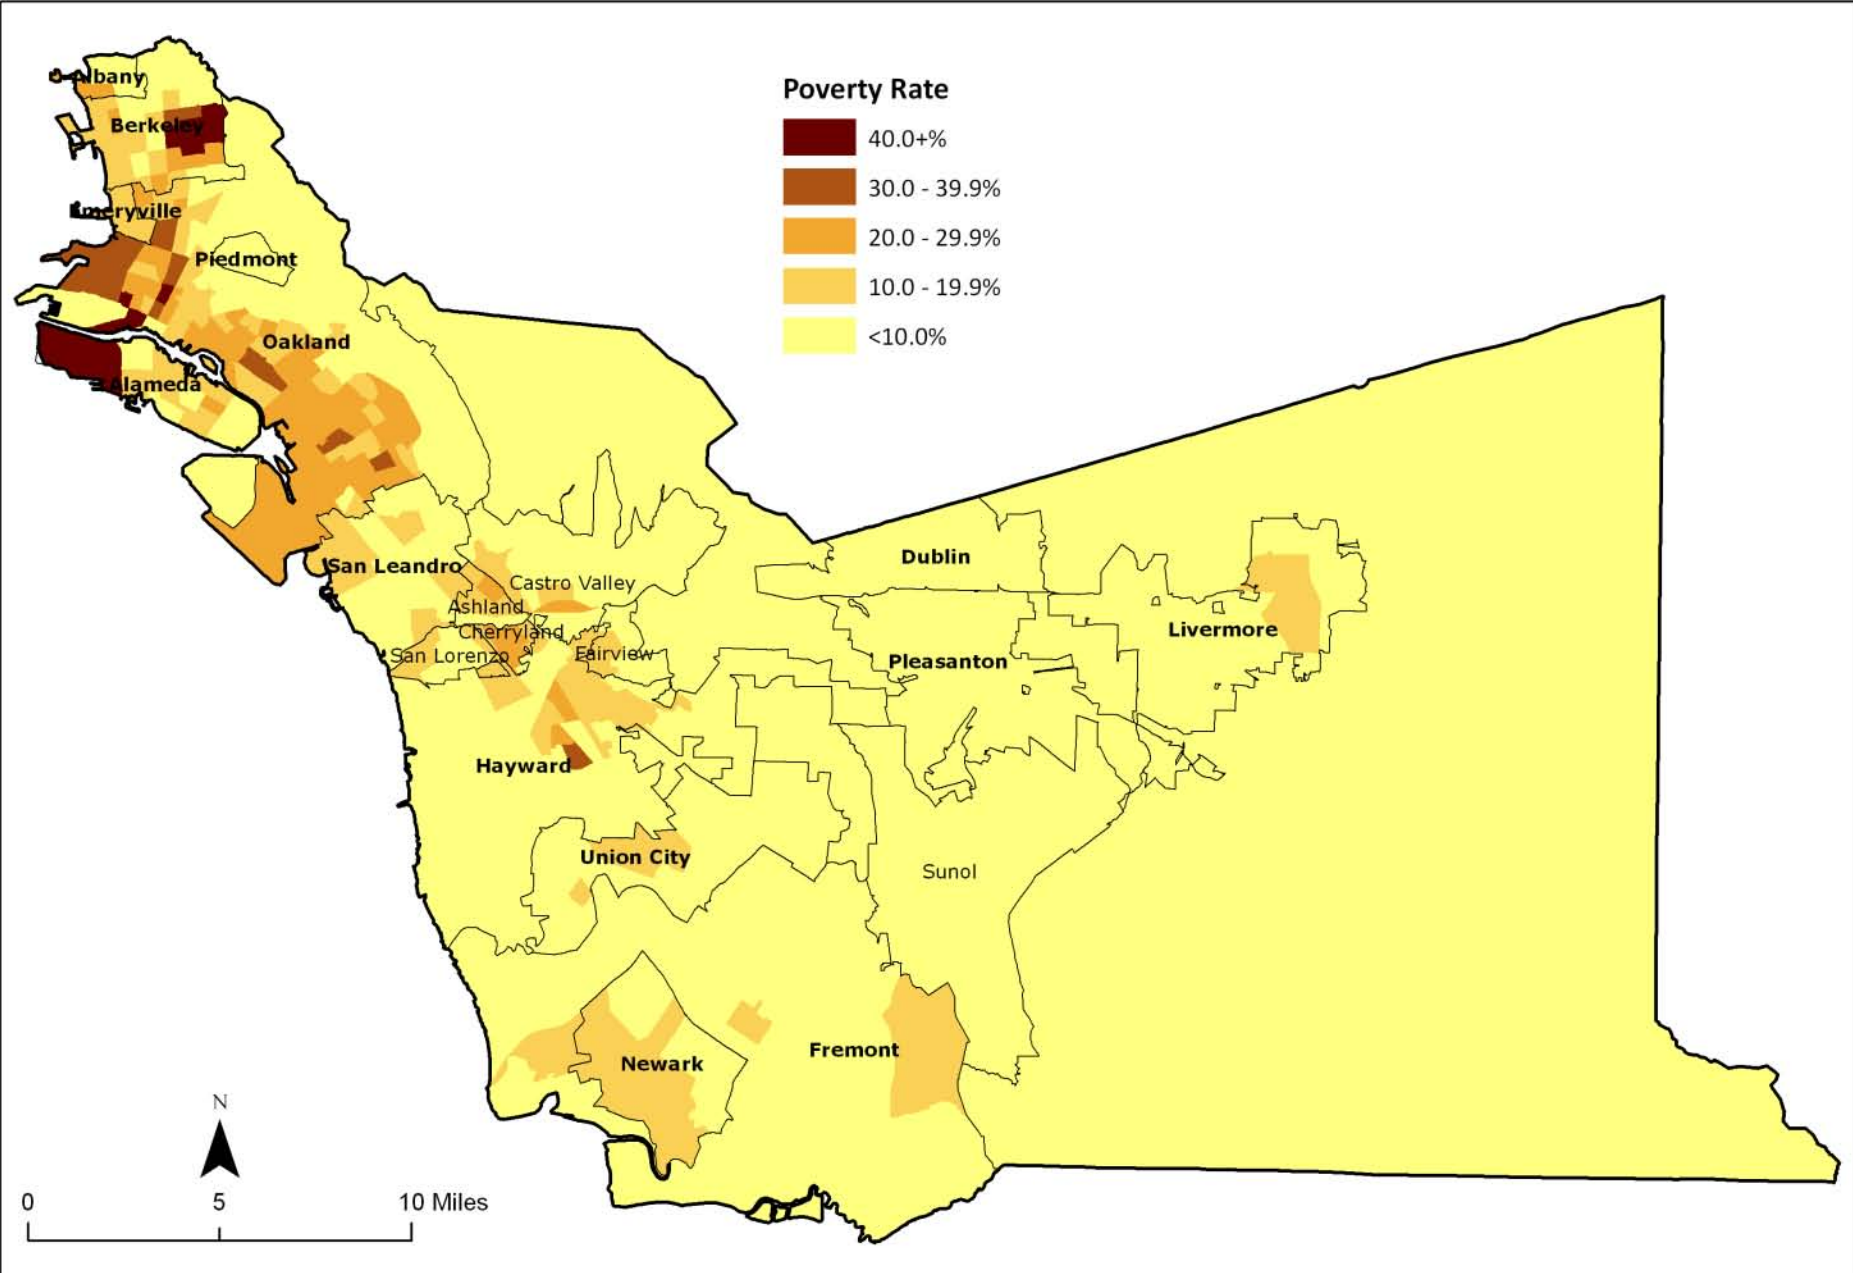 Poverty Rate
40.0+%
30.0 - 39.9%
20.0 - 29.9%
10.0 - 19.9%
<10.0%
Albany
Berkeley
Emeryville
Piedmont
Oakland
Alameda
San Leandro
Castro Valley
Ashland
Cherryland
San Lorenzo
Fairview
Dublin
Livermore
Pleasanton
Hayward
Union City
Sunol
Fremont
Newark
N
0 5 10 Miles